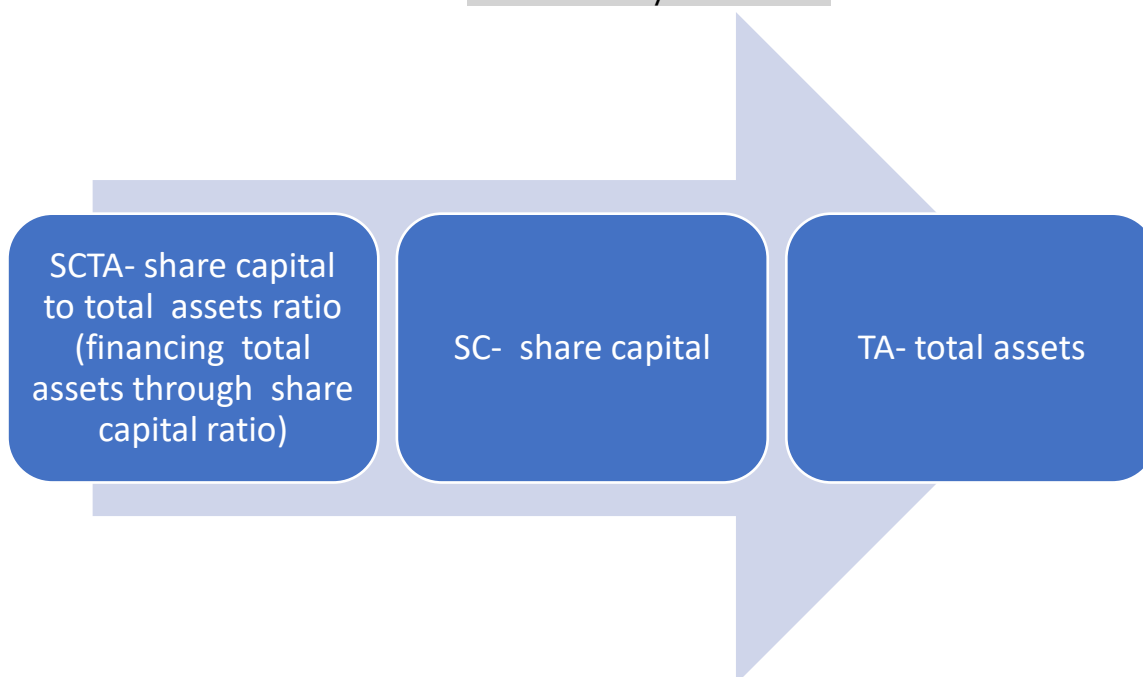 SCTA- share capital
to total assets ratio
(financing total
assets through share
capital ratio)
SC- share capital
TA- total assets